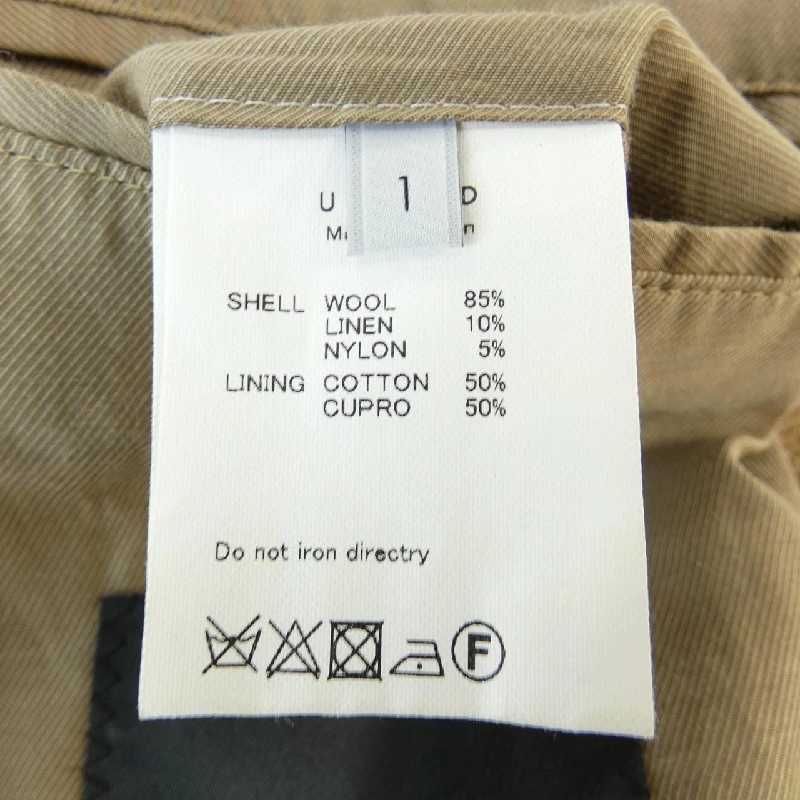 1
SHELL WOOL 85%
LINEN 10%
NYLON 5%
LINING COTTON 50%
CUPRO 50%
Do not iron directry
F